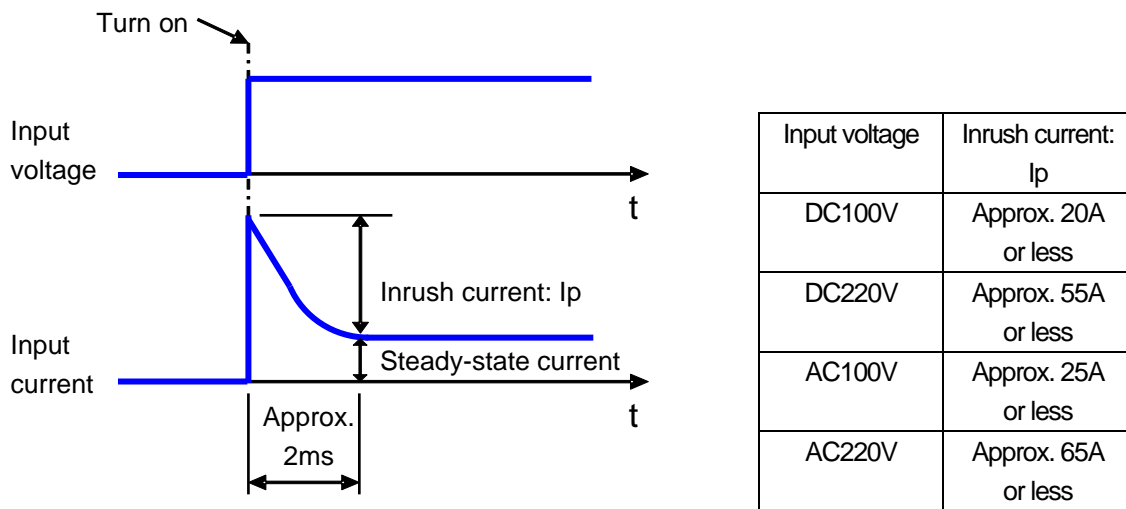 Turn on
Input
voltage
t
Inrush current: Ip
Input
current
Steady-state current
t
Approx.
2ms
Input voltage
Inrush current:
Ip
DC100V
Approx. 20A
or less
DC220V
Approx. 55A
or less
AC100V
Approx. 25A
or less
AC220V
Approx. 65A
or less